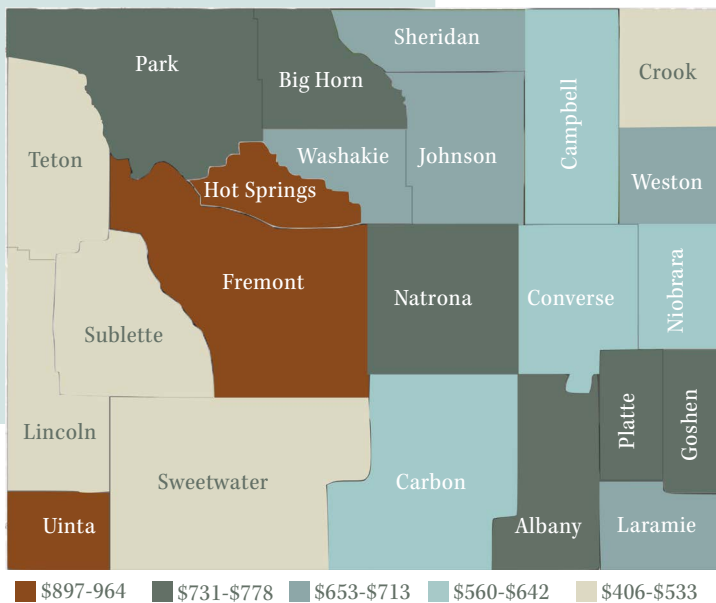 Sheridan
Park
Big Horn
Crook
Campbell
Teton
Washakie
Johnson
Hot Springs
Weston
Fremont
Natrona
Converse
Niobrara
Sublette
Lincoln
Platte
Goshen
Sweetwater
Carbon
Uinta
Albany
Laramie
$897-964 $731-$778 $653-$713 $560-$642 $406-$533